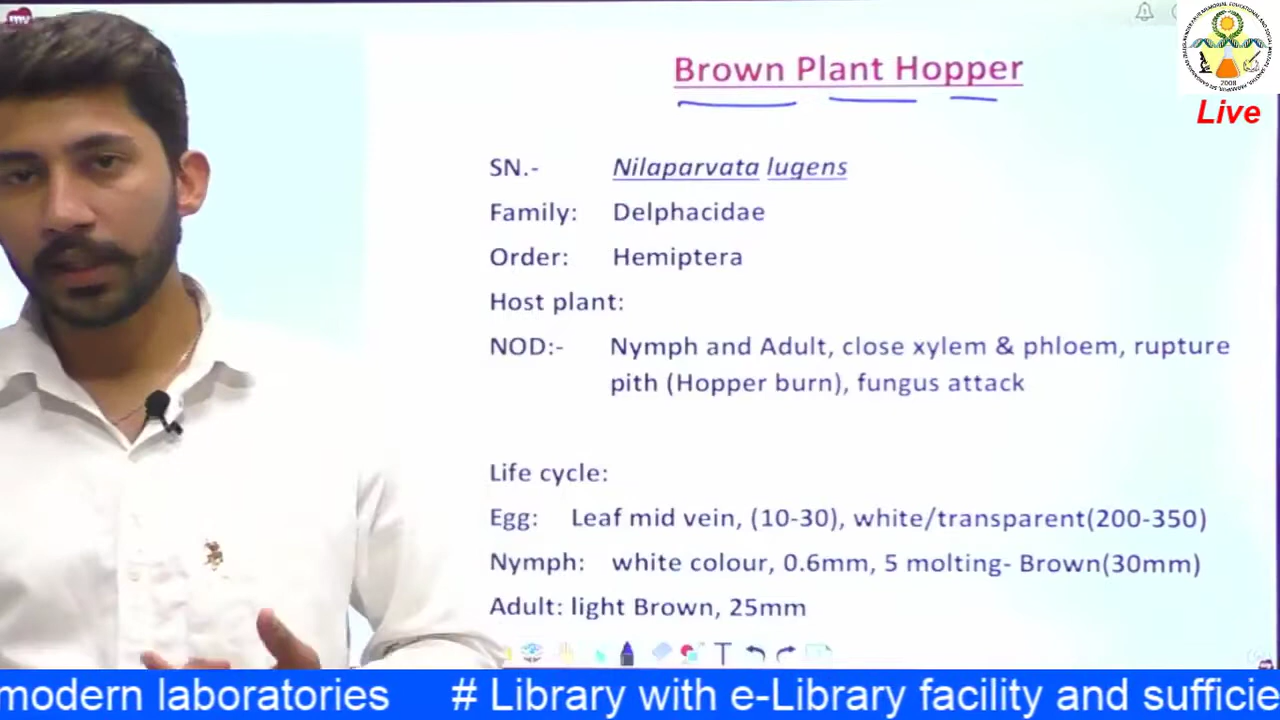 Brown Plant Hopper
2008
Live
SN.- Nilaparvata lugens
Family: Delphacidae
Order: Hemiptera
Host plant:
NOD:- Nymph and Adult, close xylem & phloem, rupture
pith (Hopper burn), fungus attack
Life cycle:
Egg: Leaf mid vein, (10-30), white/transparent(200-350)
Nymph: white colour, 0.6mm, 5 molting- Brown(30mm)
Adult: light Brown, 25mm
T
modern laboratories # Library with e-Library facility and sufficie